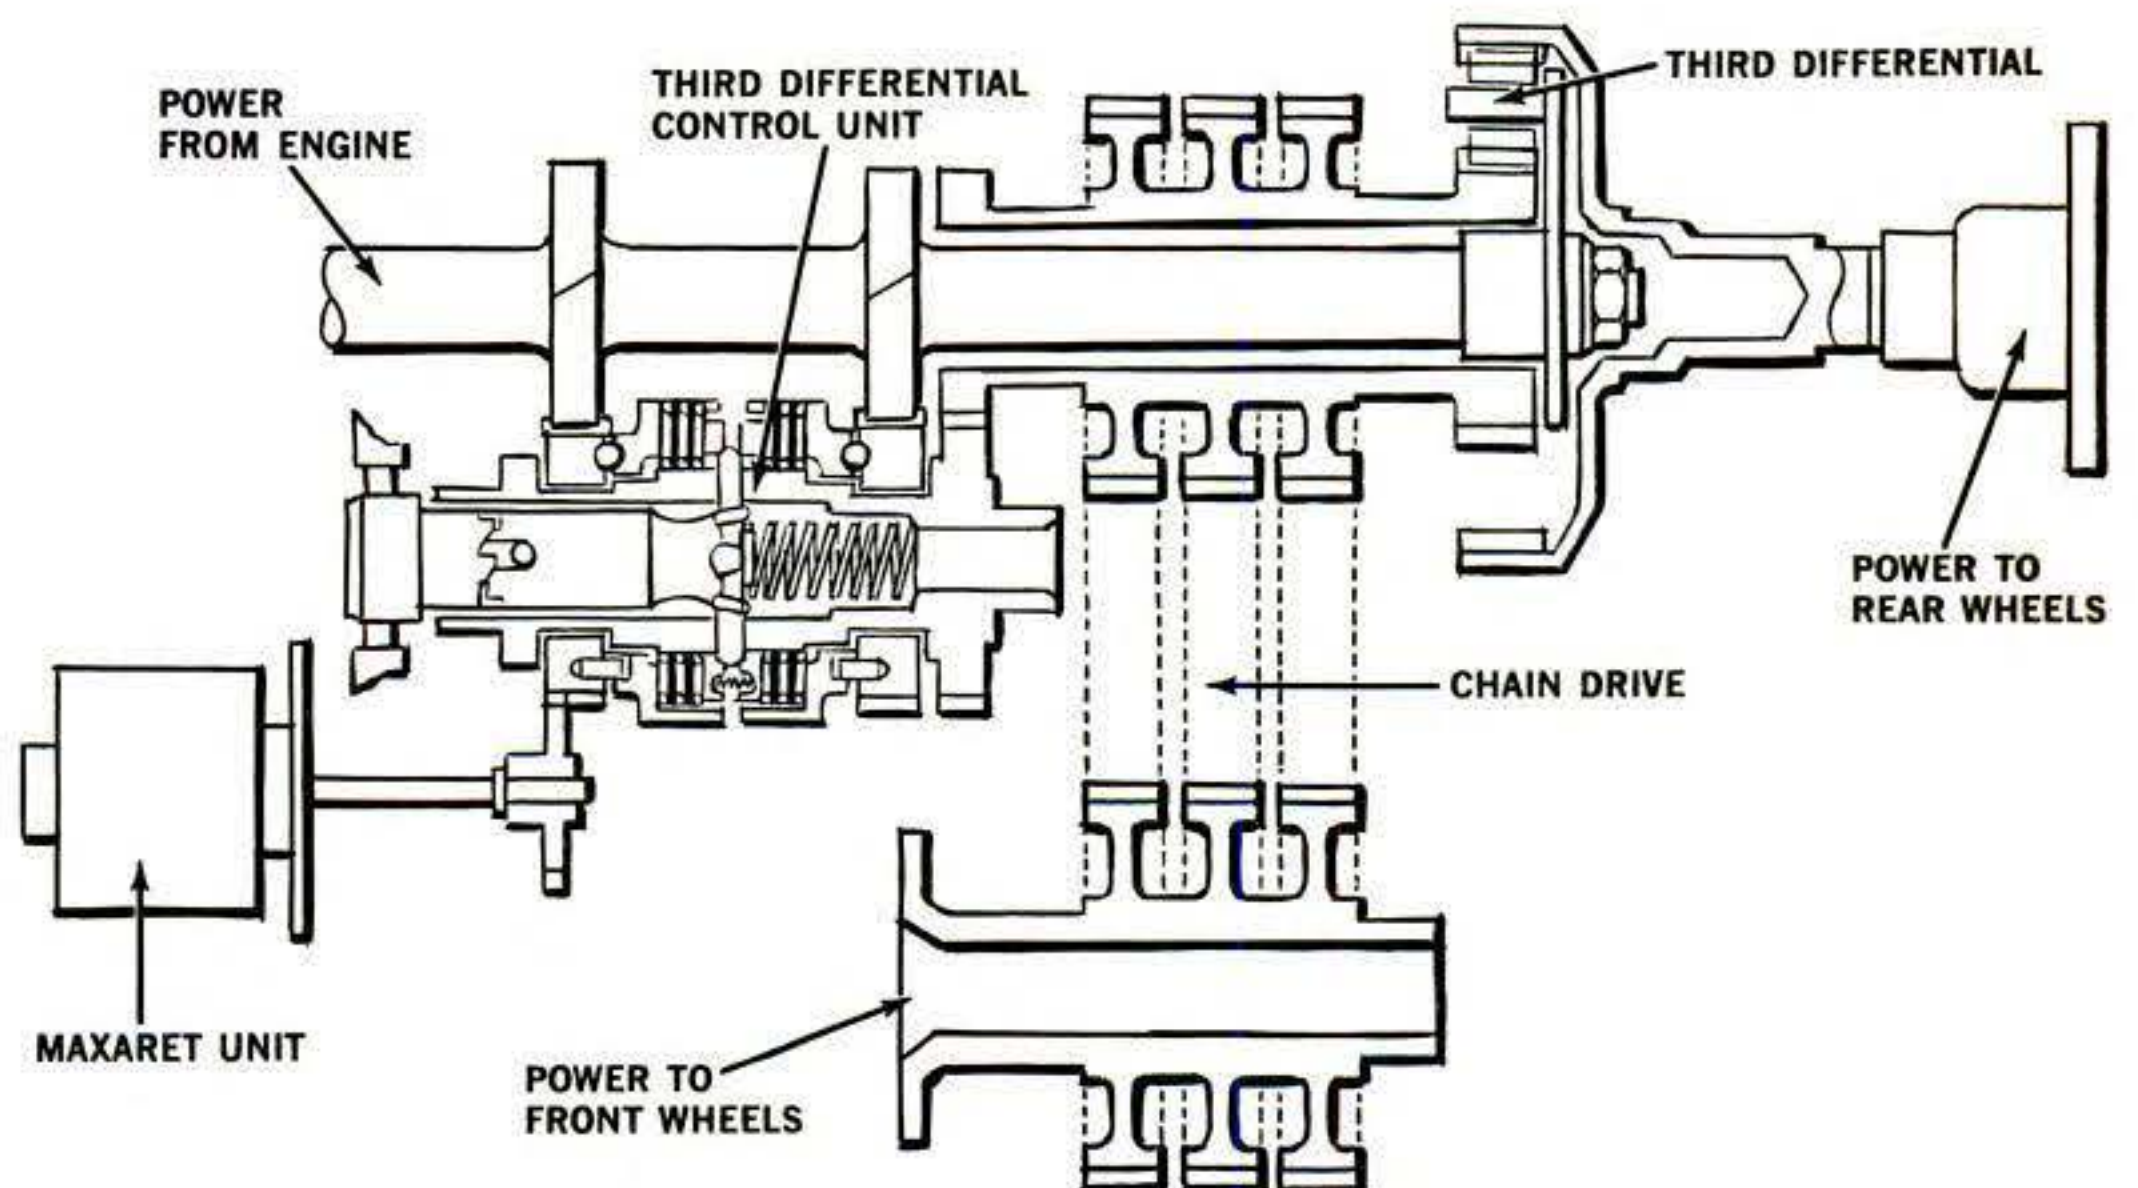 POWER
FROM ENGINE
THIRD DIFFERENTIAL
CONTROL UNIT
THIRD DIFFERENTIAL
POWER TO
REAR WHEELS
CHAIN DRIVE
MAXARET UNIT
POWER TO
FRONT WHEELS